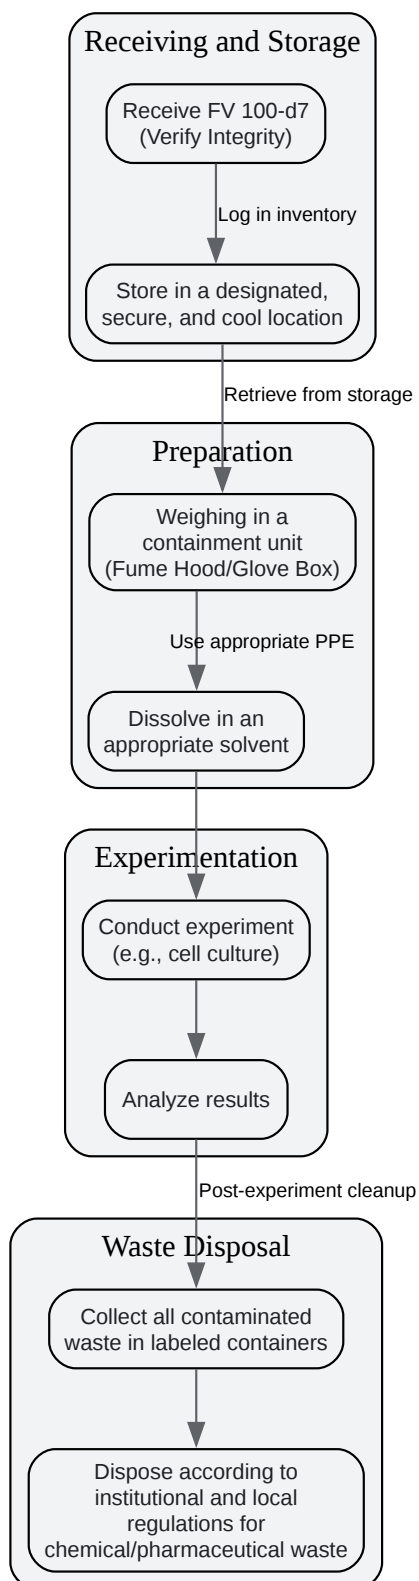 Receiving and Storage
Receive FV 100-d7
(Verify Integrity)
Log in inventory
Store in a designated,
secure, and cool location
Retrieve from storage
Preparation
Weighing in a
containment unit
(Fume Hood/Glove Box)
Use appropriate PPE
Dissolve in an
appropriate solvent
Experimentation
Conduct experiment
(e.g., cell culture)
Analyze results
Post-experiment cleanup
Waste Disposal
Collect all contaminated
waste in labeled containers
Dispose according to
institutional and local
regulations for
chemical/pharmaceutical waste